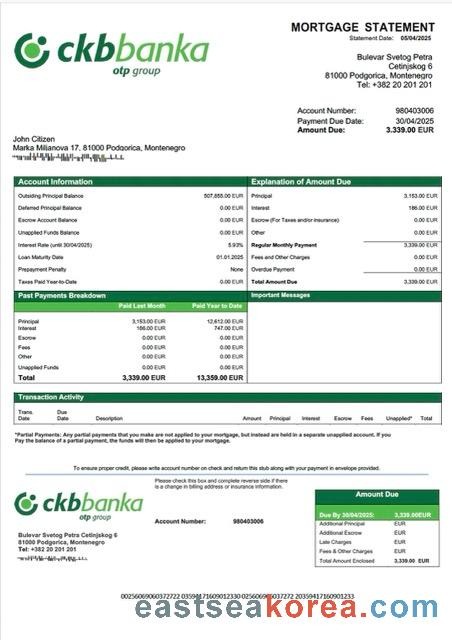 ckbbanka
otp group
MORTGAGE STATEMENT
Statement Date: 05/04/2025
Bulevar Svetog Petra
Cetinjskog 6
81000 Podgorica, Montenegro
Tel: +382 20 201 201
Account Number: 980403006
Payment Due Date: 30/04/2025
Amount Due: 3.339.00 EUR
John Citizen
Marka Miljanova 17, 81000 Podgorica, Montenegro
Account Information
Outsiding Principal Balance 507,855.00 EUR
Deferred Principal Balance 0.00 EUR
Escrow Account Balance 0.00 EUR
Unapplied Funds Balance 0.00 EUR
Interest Rate (until 30/04/2025) 5.93%
Loan Maturity Date 01.01.2025
Prepayment Penalty None
Taxes Paid Year-to-Date 0.00 EUR
Explanation of Amount Due
Principal 3,153.00 EUR
Interest 186.00 EUR
Escrow (For Taxes and/or insurance) 0.00 EUR
Other 0.00 EUR
Regular Monthly Payment 3,339.00 EUR
Fees and Other Charges 0.00 EUR
Overdue Payment 0.00 EUR
Total Amount Due 3,339.00 EUR
Past Payments Breakdown
Paid Last Month Paid Year to Date
Principal 3,153.00 EUR 12,612.00 EUR
Interest 186.00 EUR 747.00 EUR
Escrow 0.00 EUR 0.00 EUR
Fees 0.00 EUR 0.00 EUR
Other 0.00 EUR 0.00 EUR
Unapplied Funds 0.00 EUR 0.00 EUR
Total 3,339.00 EUR 13,359.00 EUR
Important Messages
Transaction Activity
Trans. Date Due Date Description Amount Principal Interest Escrow Fees Unapplied* Total
*Partial Payments: Any partial payments that you make are not applied to your mortgage, but instead are held in a separate unapplied account. If you
Pay the balance of a partial payment, the funds will then be applied to your mortgage.
To ensure proper credit, please write account number on check and return this stub along with your payment in envelope provided.
ckbbanka
otp group
Please check this box and complete reverse side if there
is a change in billing address or insurance information.
Account Number: 980403006
Bulevar Svetog Petra Cetinjskog 6
81000 Podgorica, Montenegro
Tel: +382 20 201 201
Amount Due
Due By 30/04/2025: 3,339.00EUR
Additional Principal EUR
Additional Escrow EUR
Late Charges EUR
Fees & Other Charges EUR
Total Amount Enclosed 3,339.00 EUR
eastseakorea.com